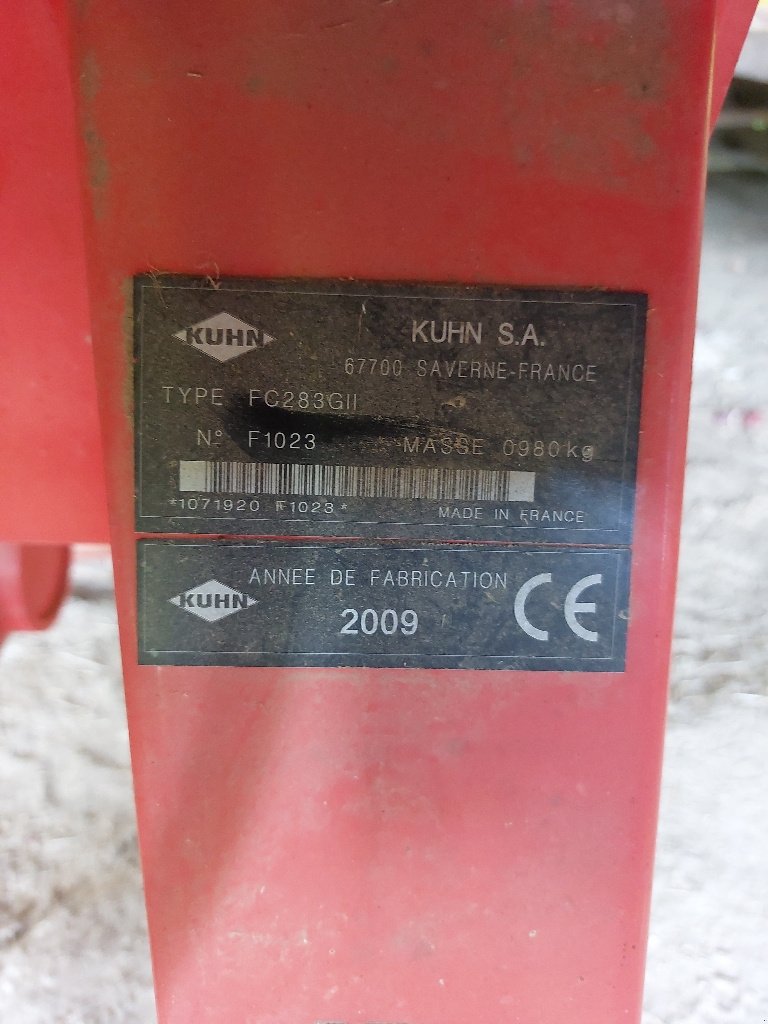 KUHN
KUHN S.A.
67700 SAVERNE-FRANCE
TYPE FC283GII
Nº F1023 MASSE 0980kg
*1071920 F1023*
MADE IN FRANCE
KUHN
ANNEE DE FABRICATION
2009
CE